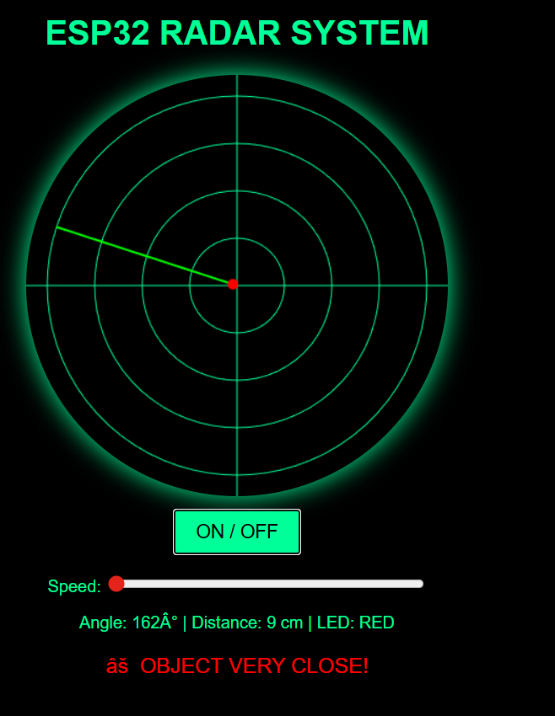 ESP32 RADAR SYSTEM
ON / OFF
Speed:
Angle: 162Â° | Distance: 9 cm | LED: RED
âš  OBJECT VERY CLOSE!